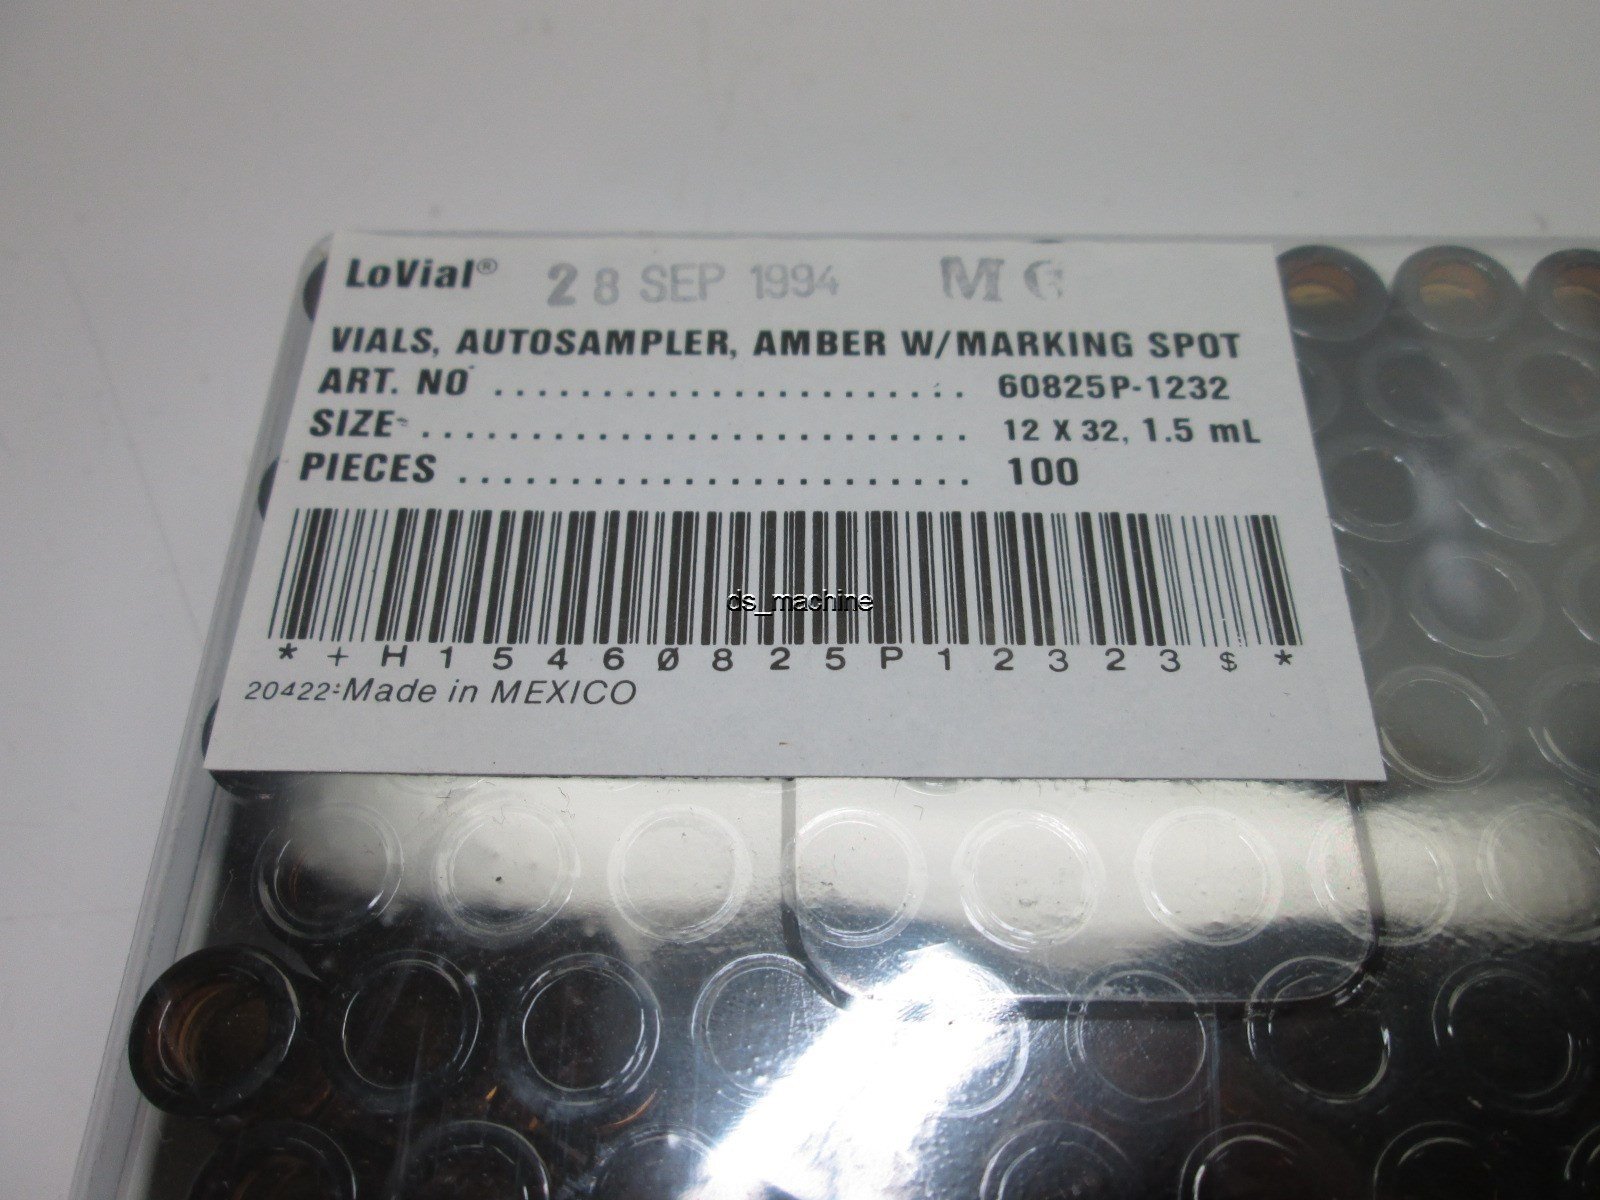 LoVial® 28 SEP 1994 M G
VIALS, AUTOSAMPLER, AMBER W/MARKING SPOT
ART. NO ..................... 60825P-1232
SIZE ........................ 12 X 32, 1.5 mL
PIECES ....................... 100
ds_machine
* + H 1 5 4 6 0 8 2 5 P 1 2 3 2 3 $ *
20422:Made in MEXICO